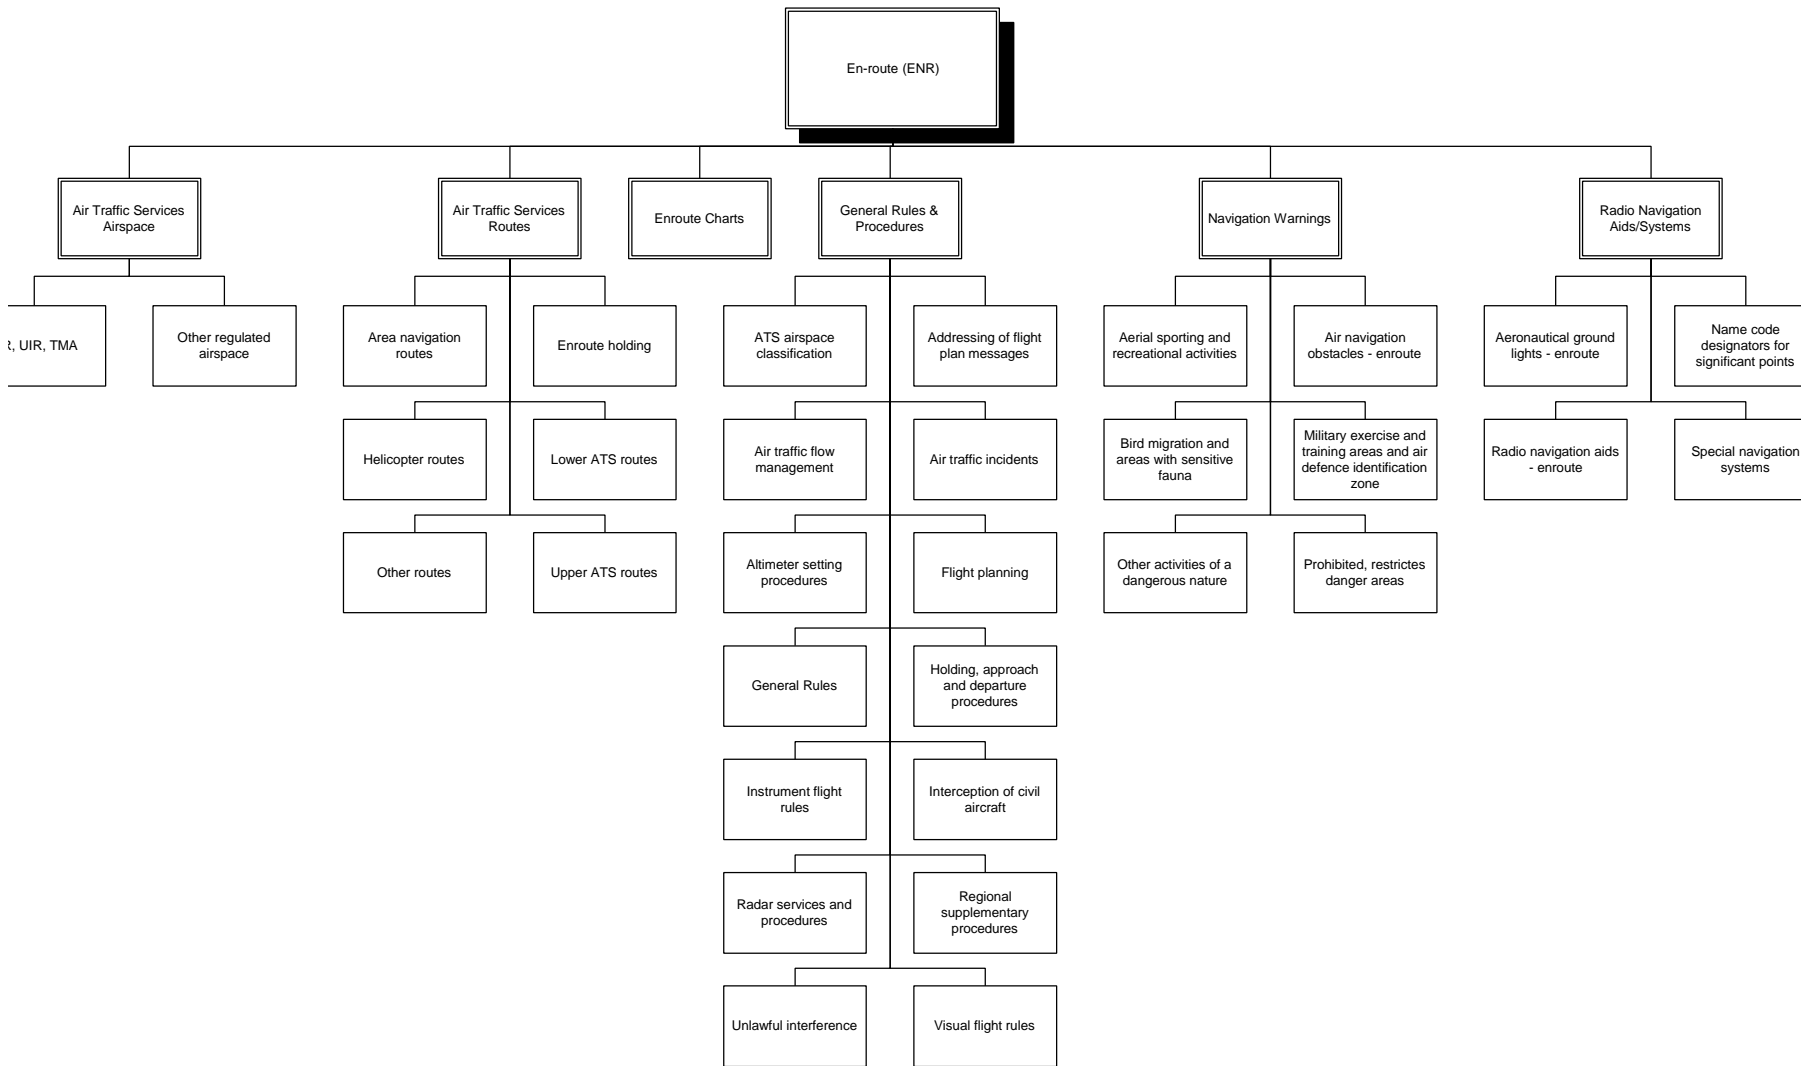 En-route (ENR)
Air Traffic Services
Airspace
Air Traffic Services
Routes
Enroute Charts
General Rules &
Procedures
Navigation Warnings
Radio Navigation
Aids/Systems
UIR, TMA
Other regulated
airspace
Area navigation
routes
Enroute holding
ATS airspace
classification
Addressing of flight
plan messages
Aerial sporting and
recreational activities
Air navigation
obstacles - enroute
Aeronautical ground
lights - enroute
Name code
designators for
significant points
Helicopter routes
Lower ATS routes
Air traffic flow
management
Air traffic incidents
Bird migration and
areas with sensitive
fauna
Military exercise and
training areas and air
defence identification
zone
Radio navigation aids
- enroute
Special navigation
systems
Other routes
Upper ATS routes
Altimeter setting
procedures
Flight planning
Other activities of a
dangerous nature
Prohibited, restrictes
danger areas
General Rules
Holding, approach
and departure
procedures
Instrument flight
rules
Interception of civil
aircraft
Radar services and
procedures
Regional
supplementary
procedures
Unlawful interference
Visual flight rules